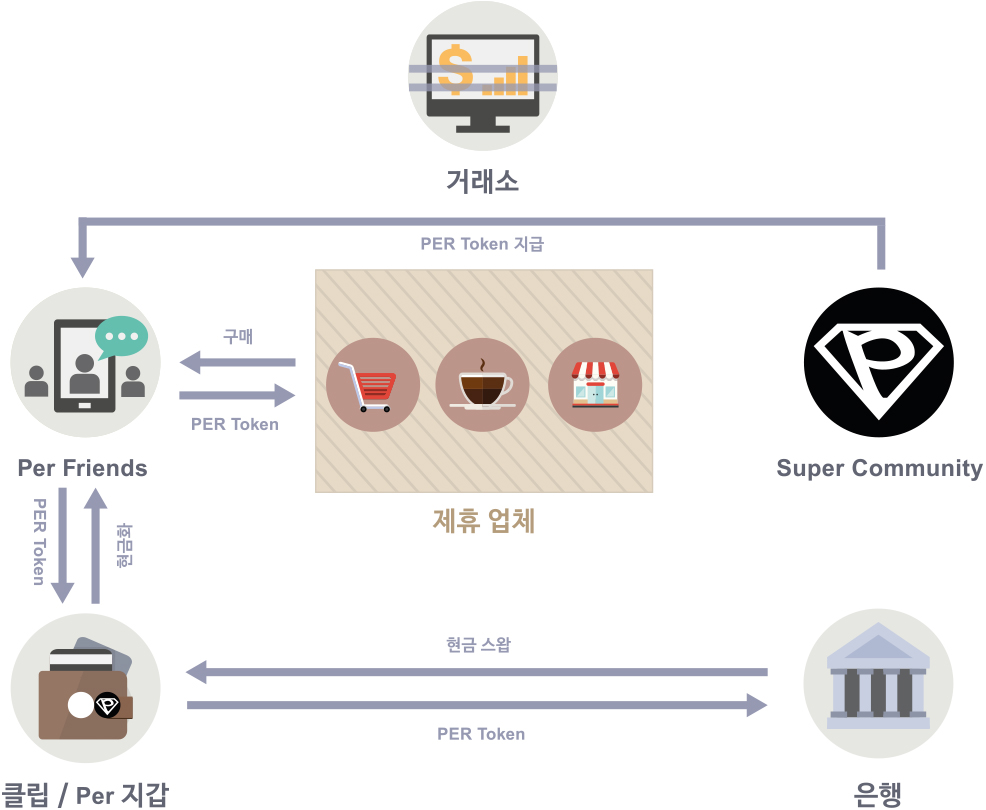 거래소
PER Token 지급
구매
PER Token
Per Friends
Super Community
제휴 업체
PER Token
현금화
현금 스왑
PER Token
클립 / Per 지갑
은행